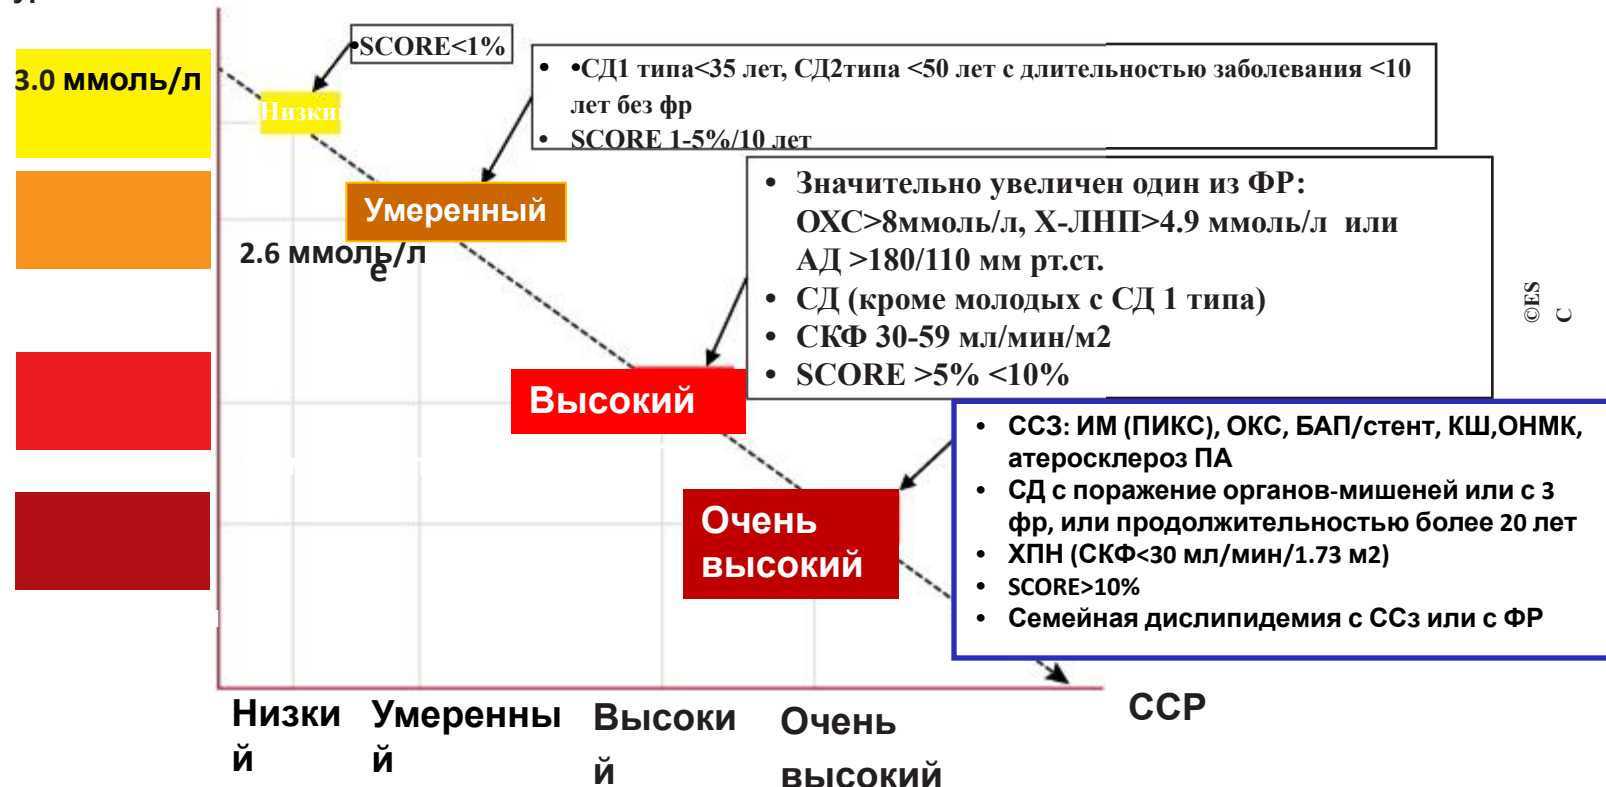 •SCORE<1%
3.0 ммоль/л
Низки
• •СД1 типа<35 лет, СД2типа <50 лет с длительностью заболевания <10
лет без фр
• SCORE 1-5%/10 лет
Умеренный
2.6 ммоль/л
е
• Значительно увеличен один из ФР:
ОХС>8ммоль/л, Х-ЛНП>4.9 ммоль/л или
АД >180/110 мм рт.ст.
• СД (кроме молодых с СД 1 типа)
• СКФ 30-59 мл/мин/м2
• SCORE >5% <10%
©ES
C
Высокий
• ССЗ: ИМ (ПИКС), ОКС, БАП/стент, КШ,ОНМК,
атеросклероз ПА
• СД с поражение органов-мишеней или с 3
фр, или продолжительностью более 20 лет
• ХПН (СКФ<30 мл/мин/1.73 м2)
• SCORE>10%
• Семейная дислипидемия с ССз или с ФР
Очень
высокий
Низки
й
Умеренны
й
Высоки
й
Очень
высокий
ССР